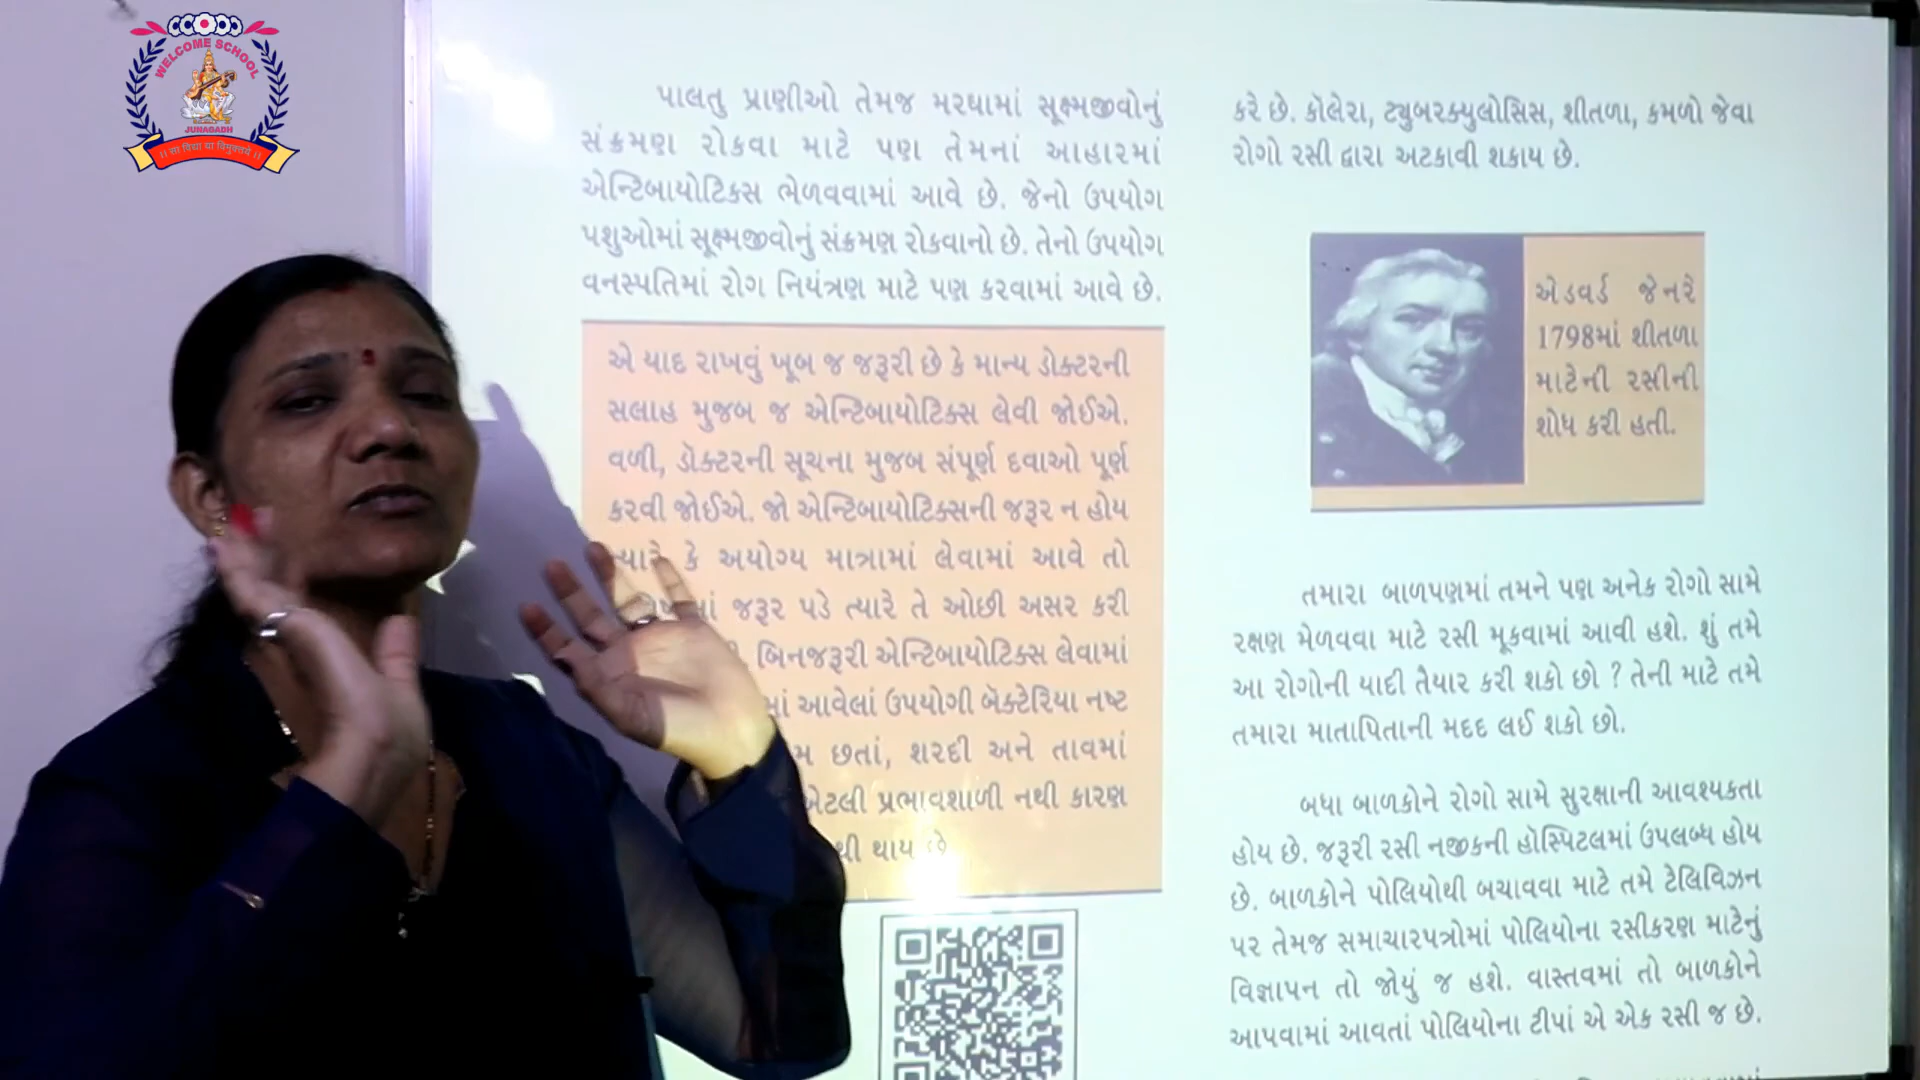 WELCOME SCHOOL
JUNAGADH
।। सा विद्या या विमुक्तये ।।
પાલતુ પ્રાણીઓ તેમજ મરઘામાં સૂક્ષ્મજીવોનું
સંક્રમણ રોકવા માટે પણ તેમનાં આહારમાં
એન્ટિબાયોટિક્સ ભેળવવામાં આવે છે. જેનો ઉપયોગ
પશુઓમાં સૂક્ષ્મજીવોનું સંક્રમણ રોકવાનો છે. તેનો ઉપયોગ
વનસ્પતિમાં રોગ નિયંત્રણ માટે પણ કરવામાં આવે છે.
એ યાદ રાખવું ખૂબ જ જરૂરી છે કે માન્ય ડોક્ટરની
સલાહ મુજબ જ એન્ટિબાયોટિક્સ લેવી જોઈએ.
વળી, ડૉક્ટરની સૂચના મુજબ સંપૂર્ણ દવાઓ પૂર્ણ
કરવી જોઈએ. જો એન્ટિબાયોટિક્સની જરૂર ન હોય
કે અયોગ્ય માત્રામાં લેવામાં આવે તો
જરૂર પડે ત્યારે તે ઓછી અસર કરી
બિનજરૂરી એન્ટિબાયોટિક્સ લેવામાં
આવેલાં ઉપયોગી બૅક્ટેરિયા નષ્ટ
છતાં, શરદી અને તાવમાં
એટલી પ્રભાવશાળી નથી કારણ
થાય છે
કરે છે. કૉલેરા, ટ્યુબરક્યુલોસિસ, શીતળા, કમળો જેવા
રોગો રસી દ્વારા અટકાવી શકાય છે.
એડવર્ડ જેનરે
1798માં શીતળા
માટેની રસીની
શોધ કરી હતી.
તમારા બાળપણમાં તમને પણ અનેક રોગો સામે
રક્ષણ મેળવવા માટે રસી મૂકવામાં આવી હશે. શું તમે
આ રોગોની યાદી તૈયાર કરી શકો છો ? તેની માટે તમે
તમારા માતાપિતાની મદદ લઈ શકો છો.
બધા બાળકોને રોગો સામે સુરક્ષાની આવશ્યકતા
હોય છે. જરૂરી રસી નજીકની હૉસ્પિટલમાં ઉપલબ્ધ હોય
છે. બાળકોને પોલિયોથી બચાવવા માટે તમે ટેલિવિઝન
પર તેમજ સમાચારપત્રોમાં પોલિયોના રસીકરણ માટેનું
વિજ્ઞાપન તો જોયું જ હશે. વાસ્તવમાં તો બાળકોને
આપવામાં આવતાં પોલિયોના ટીપાં એ એક રસી જ છે.